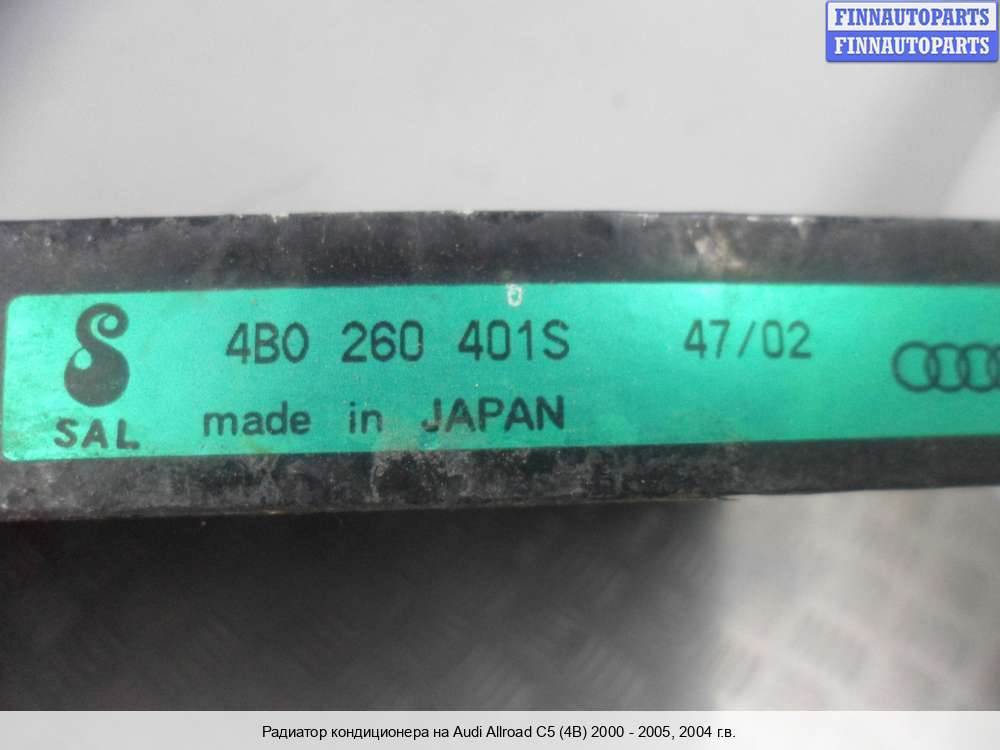 FINNAUTOPARTS
FINNAUTOPARTS
4B0 260 401S 47/02
SAL made in JAPAN
Радиатор кондиционера на Audi Allroad C5 (4B) 2000 - 2005, 2004 г.в.